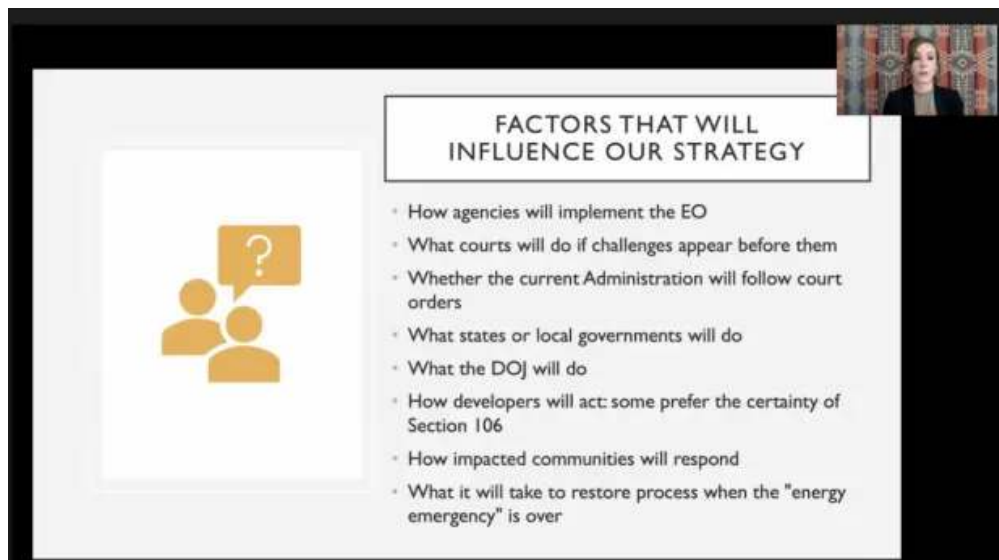 FACTORS THAT WILL
INFLUENCE OUR STRATEGY
?
• How agencies will implement the EO
• What courts will do if challenges appear before them
• Whether the current Administration will follow court
orders
• What states or local governments will do
• What the DOJ will do
• How developers will act: some prefer the certainty of
Section 106
• How impacted communities will respond
• What it will take to restore process when the "energy
emergency" is over